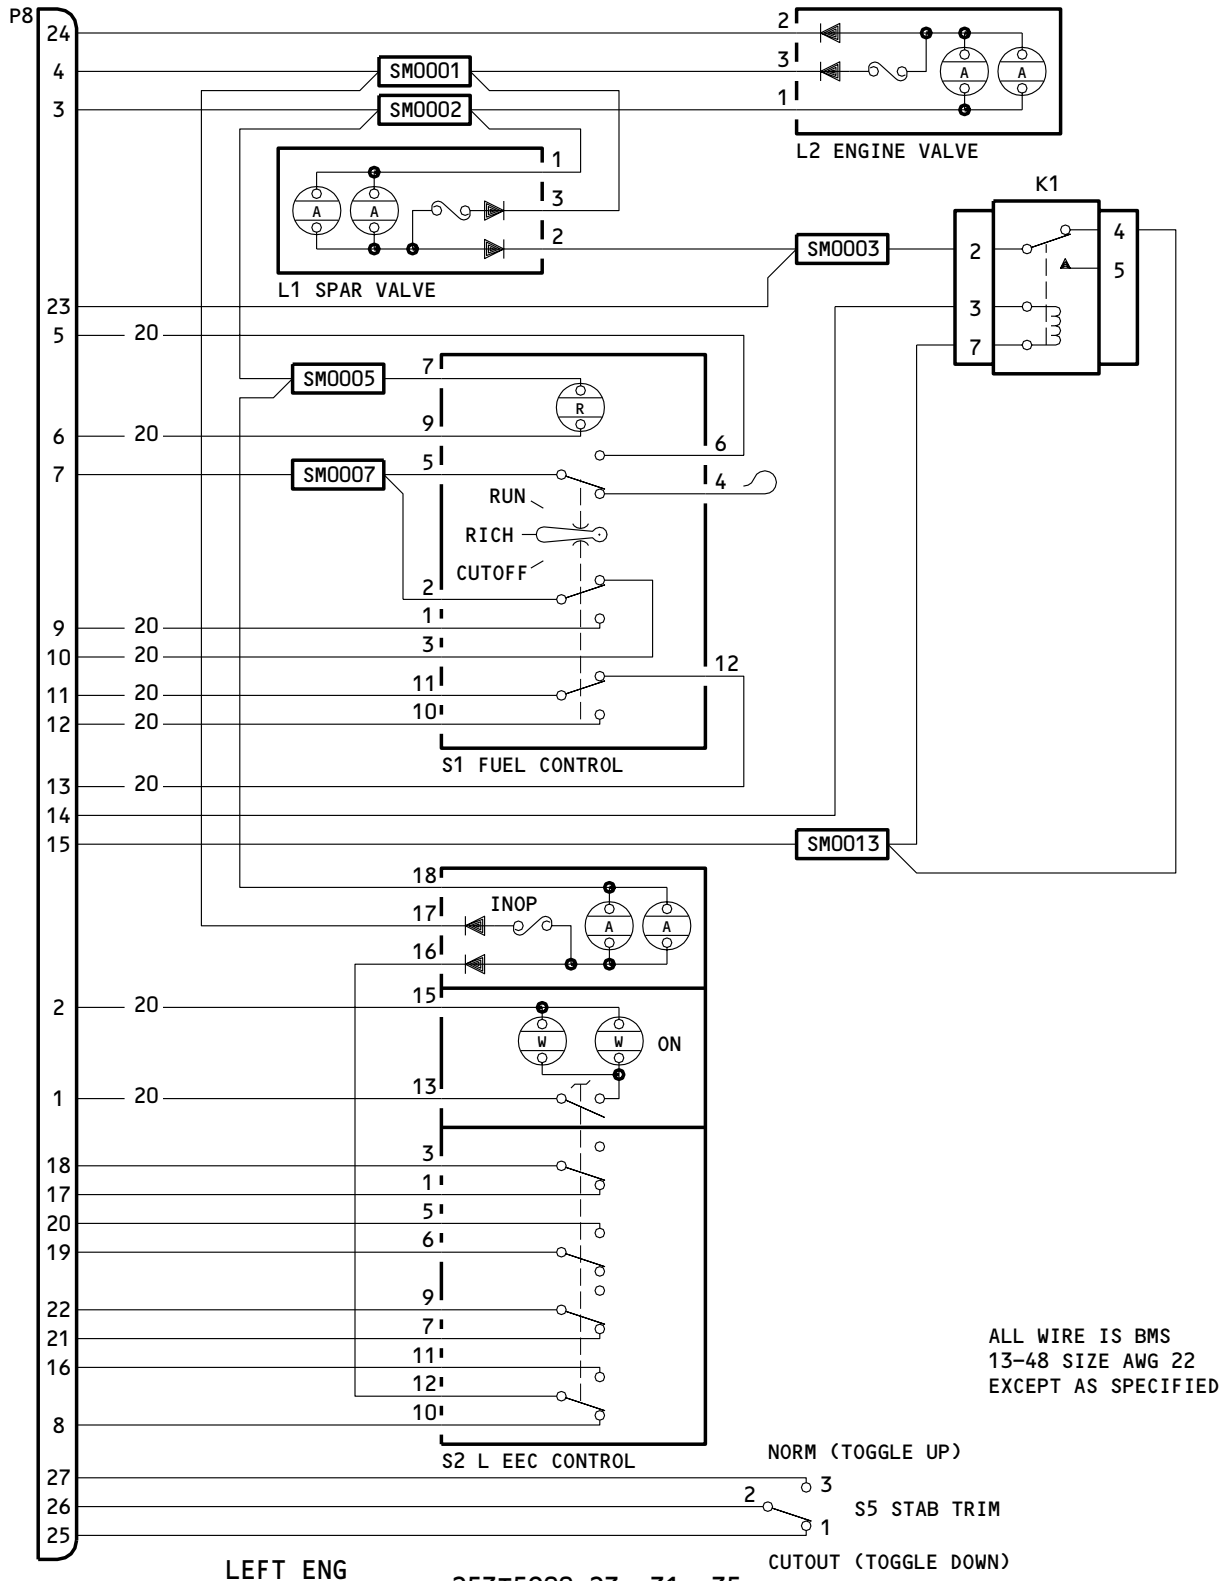 P8
24
2
4
SM0001
3
3
SM0002
1
A
A
L2 ENGINE VALVE
1
3
2
A
A
L1 SPAR VALVE
SM0003
K1
2
4
5
3
7
23
5
20
SM0005
7
R
6
20
9
6
7
SM0007
5
4
RUN
RICH
CUTOFF
2
9
20
1
10
20
3
12
11
20
11
12
20
10
S1 FUEL CONTROL
13
20
14
15
SM0013
18
17
INOP
A
A
16
2
20
15
W
W
ON
1
20
13
18
3
17
1
20
5
19
6
22
9
21
7
16
11
12
8
10
S2 L EEC CONTROL
ALL WIRE IS BMS
13-48 SIZE AWG 22
EXCEPT AS SPECIFIED
NORM (TOGGLE UP)
27
3
26
2
S5 STAB TRIM
25
1
CUTOUT (TOGGLE DOWN)
LEFT ENG